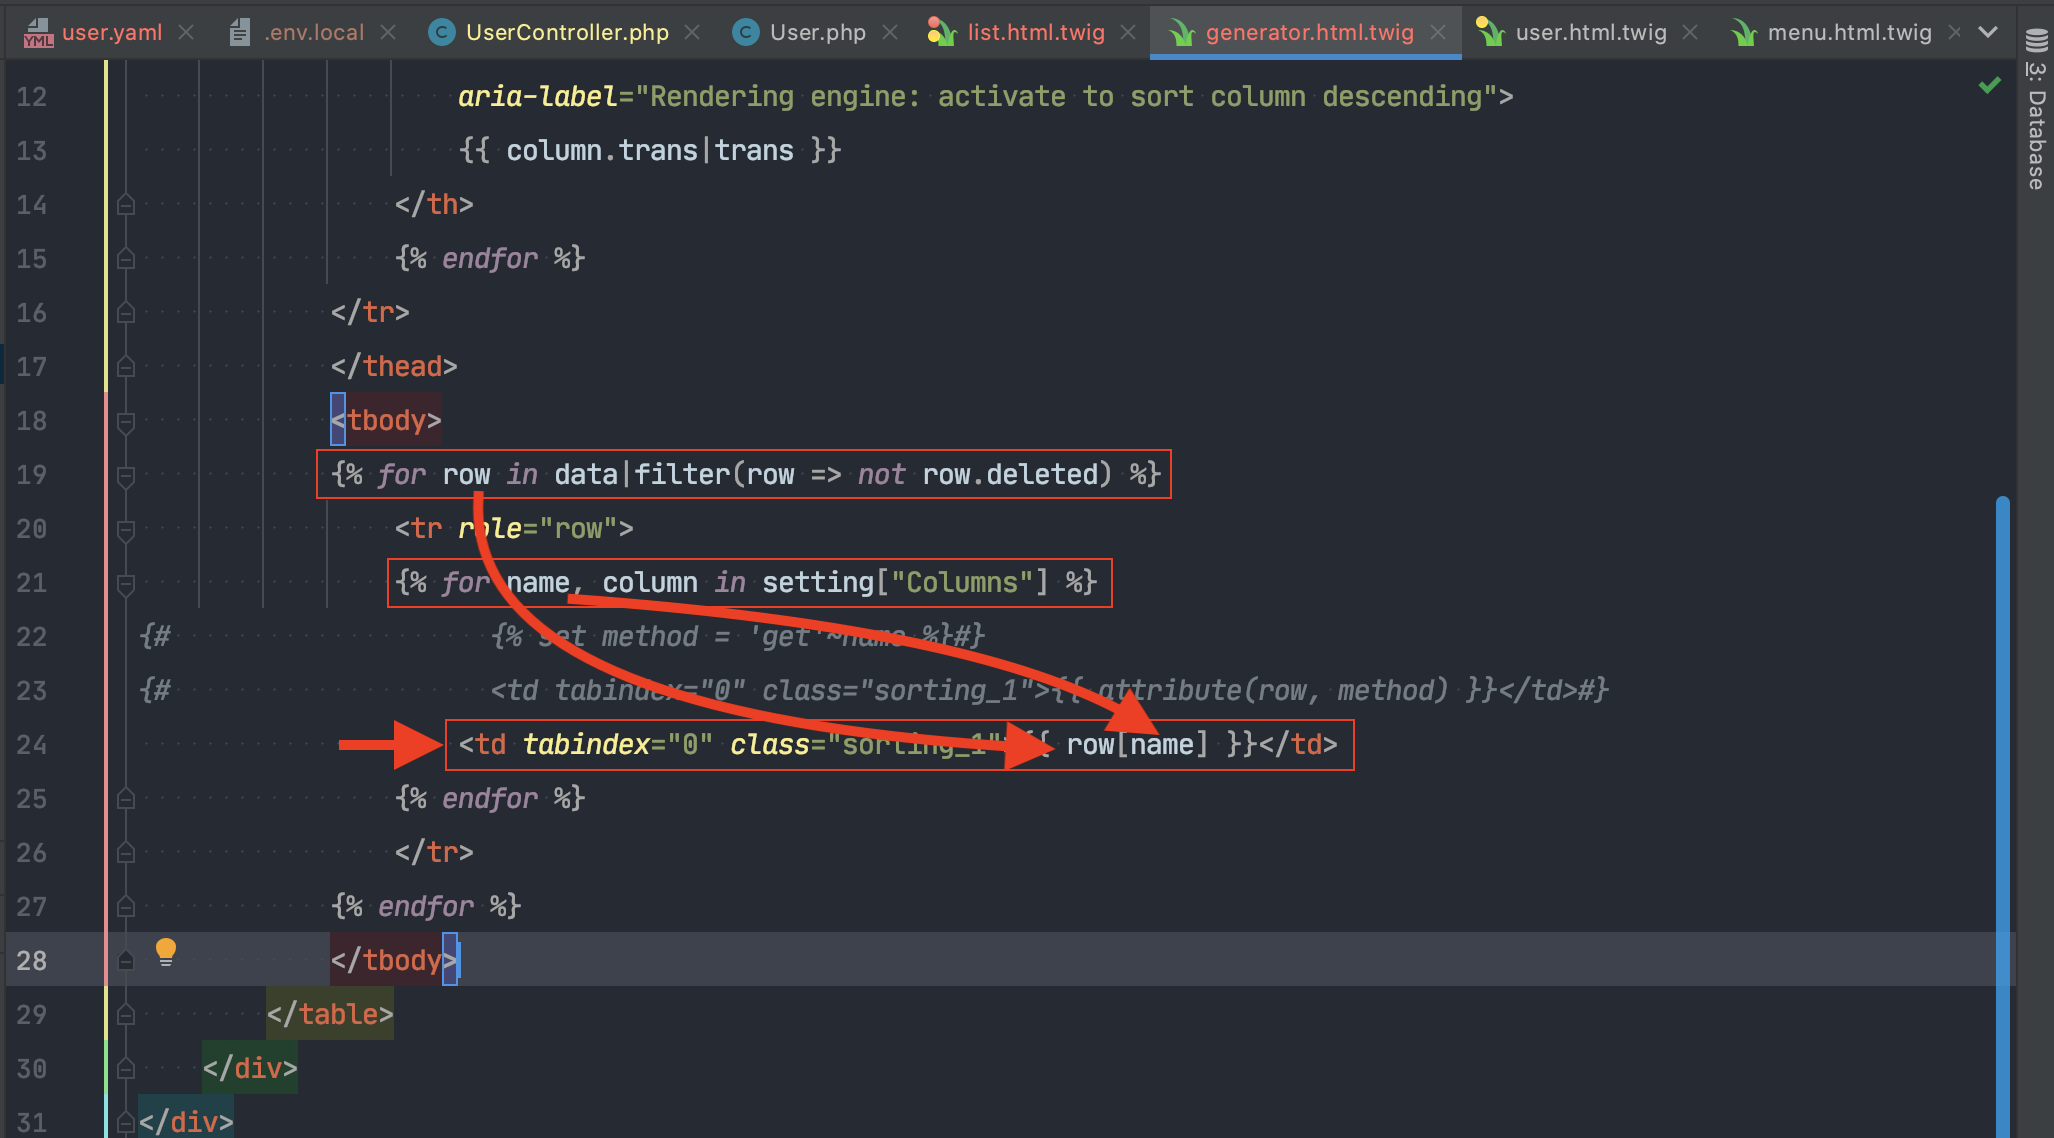 user.yaml .env.local UserController.php User.php list.html.twig generator.html.twig user.html.twig menu.html.twig
3: Database
12 aria-label="Rendering engine: activate to sort column descending">
13 {{ column.trans|trans }}
14 </th>
15 {% endfor %}
16 </tr>
17 </thead>
18 <tbody>
19 {% for row in data|filter(row => not row.deleted) %}
20 <tr role="row">
21 {% for name, column in setting["Columns"] %}
22 {# {% set method = 'get'~name %}#}
23 {# <td tabindex="0" class="sorting_1">{{ attribute(row, method) }}</td>#}
24 <td tabindex="0" class="sorting_1">{{ row[name] }}</td>
25 {% endfor %}
26 </tr>
27 {% endfor %}
28 </tbody>
29 </table>
30 </div>
31 </div>